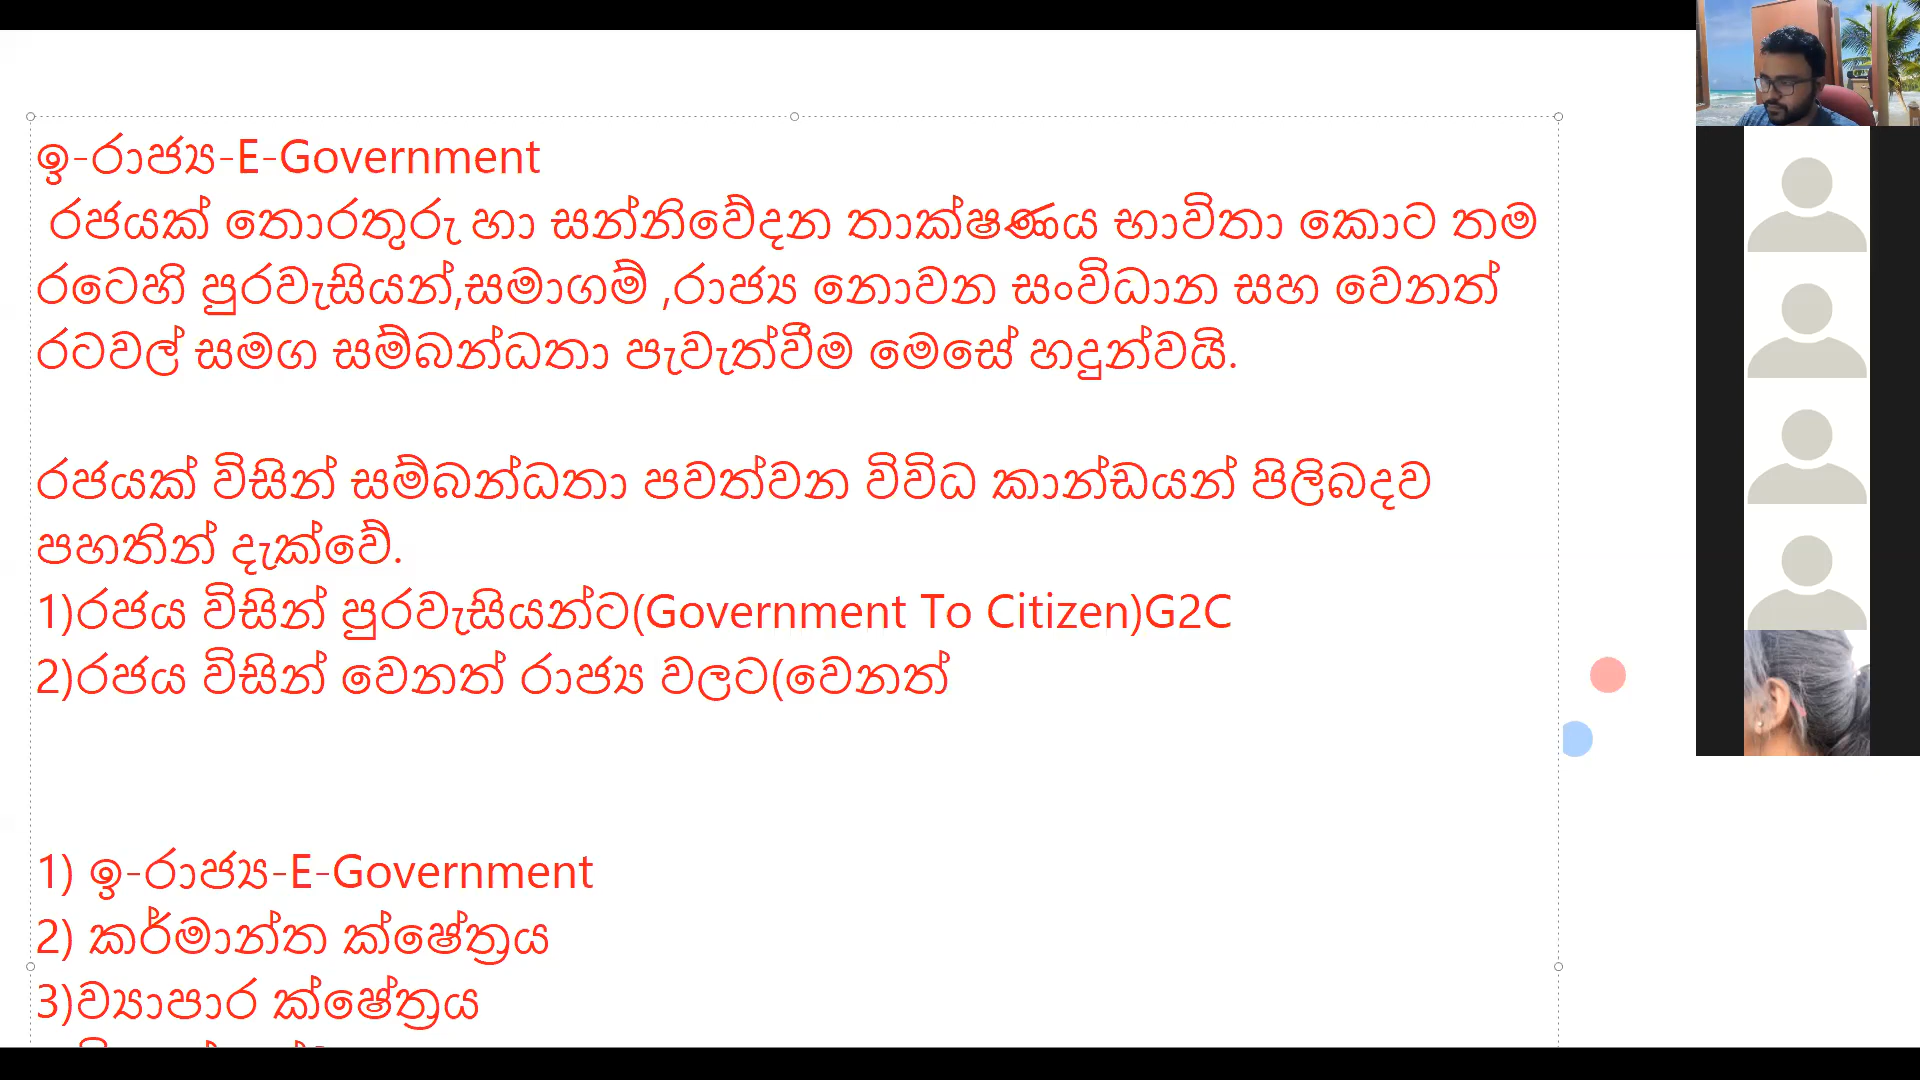 ඉ-රාජ්‍ය-E-Government
රජයක් තොරතුරු හා සන්නිවේදන තාක්ෂණය භාවිතා කොට තම
රටෙහි පුරවැසියන්,සමාගම් ,රාජ්‍ය නොවන සංවිධාන සහ වෙනත්
රටවල් සමග සම්බන්ධතා පැවැත්වීම මෙසේ හදුන්වයි.
රජයක් විසින් සම්බන්ධතා පවත්වන විවිධ කාන්ඩයන් පිලිබදව
පහතින් දැක්වේ.
1)රජය විසින් පුරවැසියන්ට(Government To Citizen)G2C
2)රජය විසින් වෙනත් රාජ්‍ය වලට(වෙනත්
1) ඉ-රාජ්‍ය-E-Government
2) කර්මාන්ත ක්ෂේත්‍රය
3)ව්‍යාපාර ක්ෂේත්‍රය